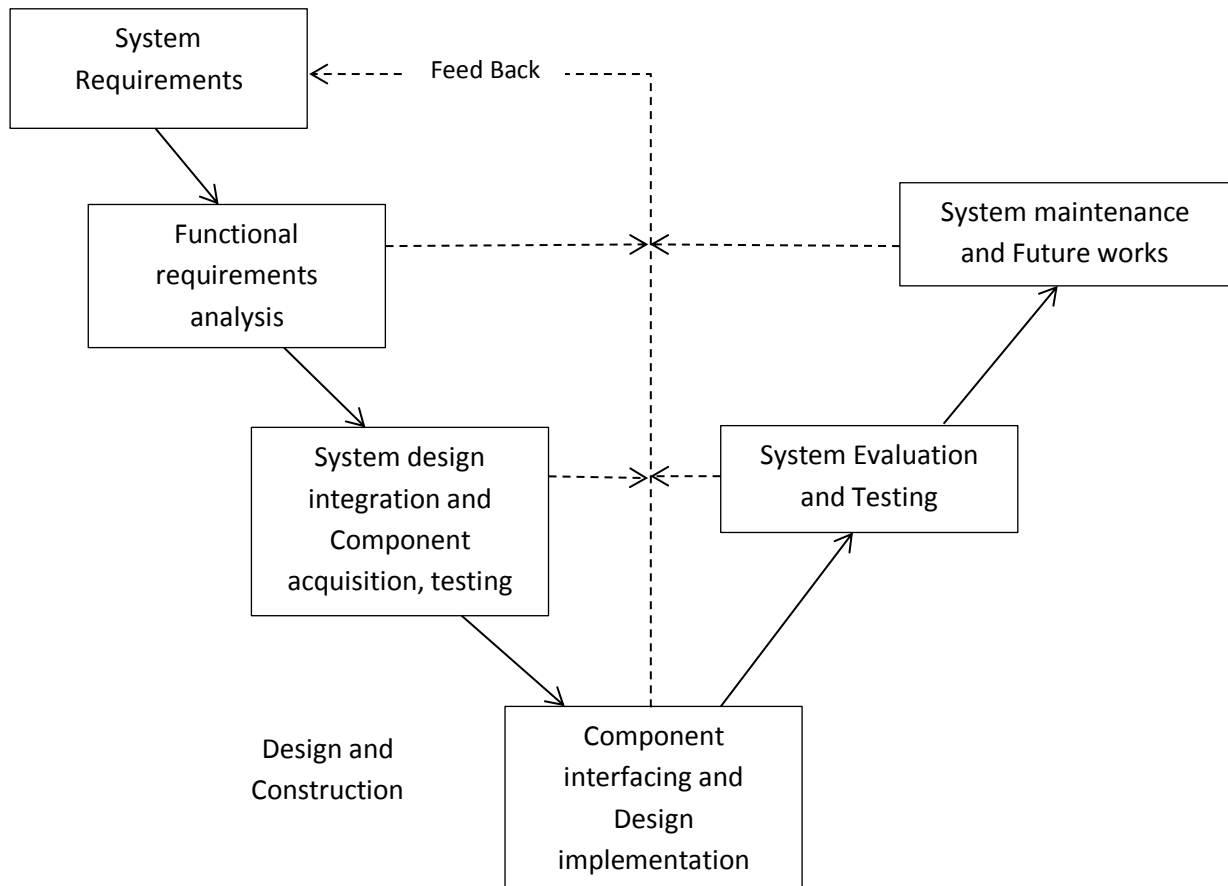 System
Requirements
Feed Back
Functional
requirements
analysis
System maintenance
and Future works
System design
integration and
Component
acquisition, testing
System Evaluation
and Testing
Design and
Construction
Component
interfacing and
Design
implementation